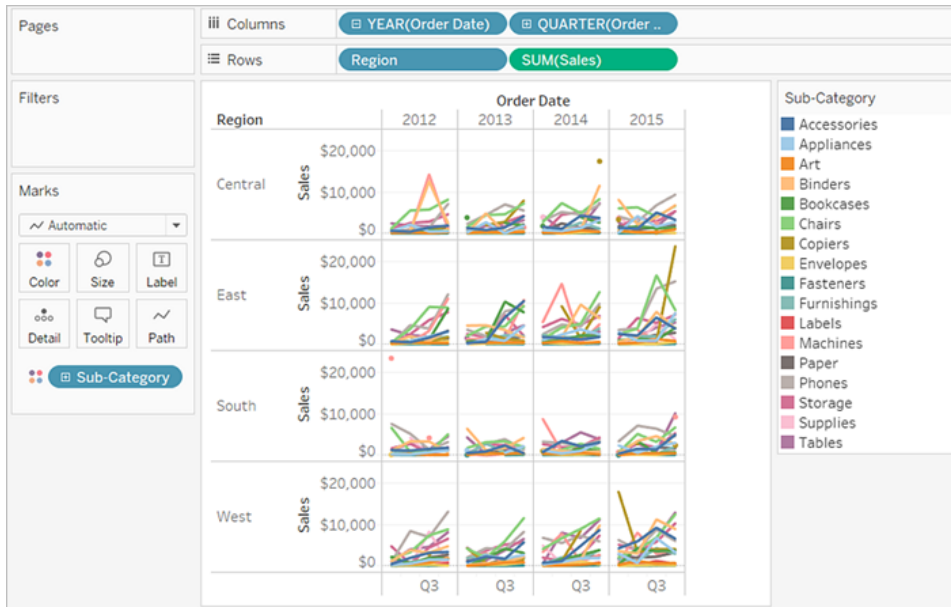 Pages
Columns
YEAR(Order Date)
QUARTER(Order ..
Rows
Region
SUM(Sales)
Filters
Marks
Automatic
Color
Size
Label
Detail
Tooltip
Path
Sub-Category
Order Date
Region
2012
2013
2014
2015
Central
Sales
$20,000
$10,000
$0
East
Sales
$20,000
$10,000
$0
South
Sales
$20,000
$10,000
$0
West
Sales
$20,000
$10,000
$0
Q3
Q3
Q3
Q3
Sub-Category
Accessories
Appliances
Art
Binders
Bookcases
Chairs
Copiers
Envelopes
Fasteners
Furnishings
Labels
Machines
Paper
Phones
Storage
Supplies
Tables